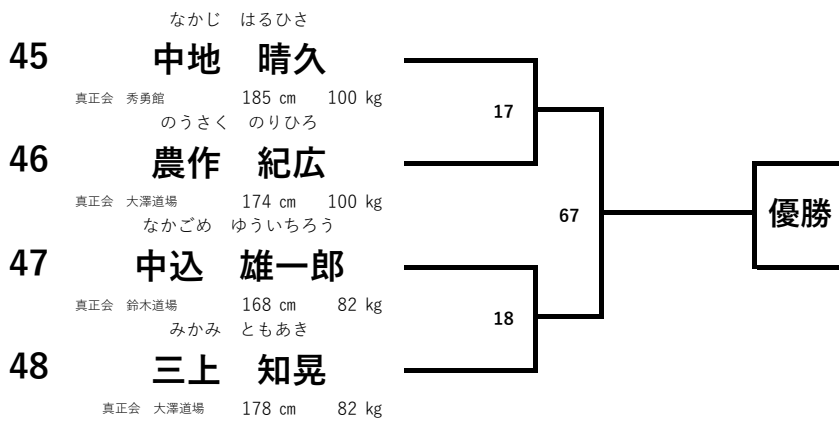 なかじ　はるひさ
45 中地　晴久
真正会　秀勇館 185 cm 100 kg
17
のうさく　のりひろ
46 農作　紀広
真正会　大澤道場 174 cm 100 kg
67
優勝
なかごめ　ゆういちろう
47 中込　雄一郎
真正会　鈴木道場 168 cm 82 kg
18
みかみ　ともあき
48 三上　知晃
真正会　大澤道場 178 cm 82 kg